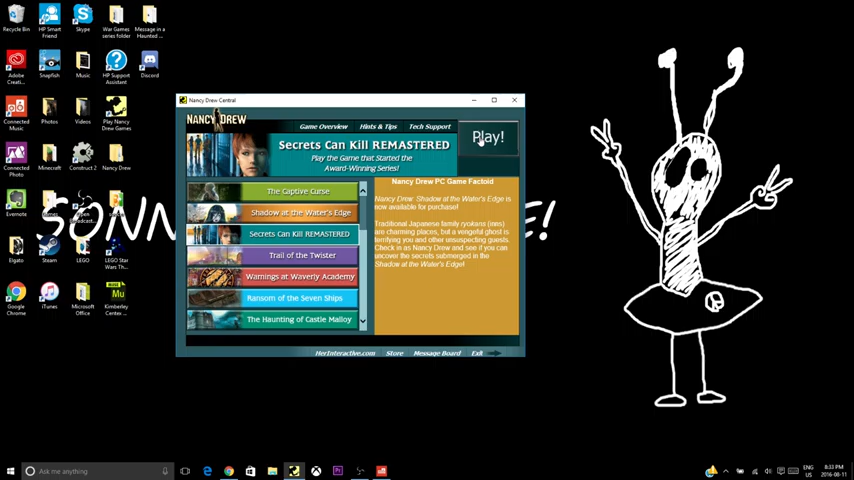 Recycle Bin
HP Smart Friend
Skype
War Games series folder
Message in a Haunted
Adobe Creati...
Snapfish
Music
HP Support Assistant
Discord
Connected Music
Photos
Videos
Play Nancy Drew Games
Connected Photo
Minecraft
Construct 2
Nancy Drew
Evernote
Open Broadcast...
Elgato
Steam
LEGO
LEGO Star Wars Th...
Google Chrome
iTunes
Microsoft Office
Kimberley Center ...
Nancy Drew Central
NANCY DREW
Game Overview Hints & Tips Tech Support
Play!
Secrets Can Kill REMASTERED
Play the Game that Started the
Award-Winning Series!
The Captive Curse
Shadow at the Water's Edge
Secrets Can Kill REMASTERED
Trail of the Twister
Warnings at Waverly Academy
Ransom of the Seven Ships
The Haunting of Castle Malloy
Nancy Drew PC Game Factoid
Nancy Drew: Shadow at the Water's Edge is
now available for purchase!
Traditional Japanese family ryokans (inns)
are charming places, but a vengeful ghost is
terrifying you and other unsuspecting guests.
Check in as Nancy Drew and see if you can
uncover the secrets submerged in the
Shadow at the Water's Edge!
HerInteractive.com Store Message Board Exit
Ask me anything
ENG
US
8:33 PM
2016-08-11